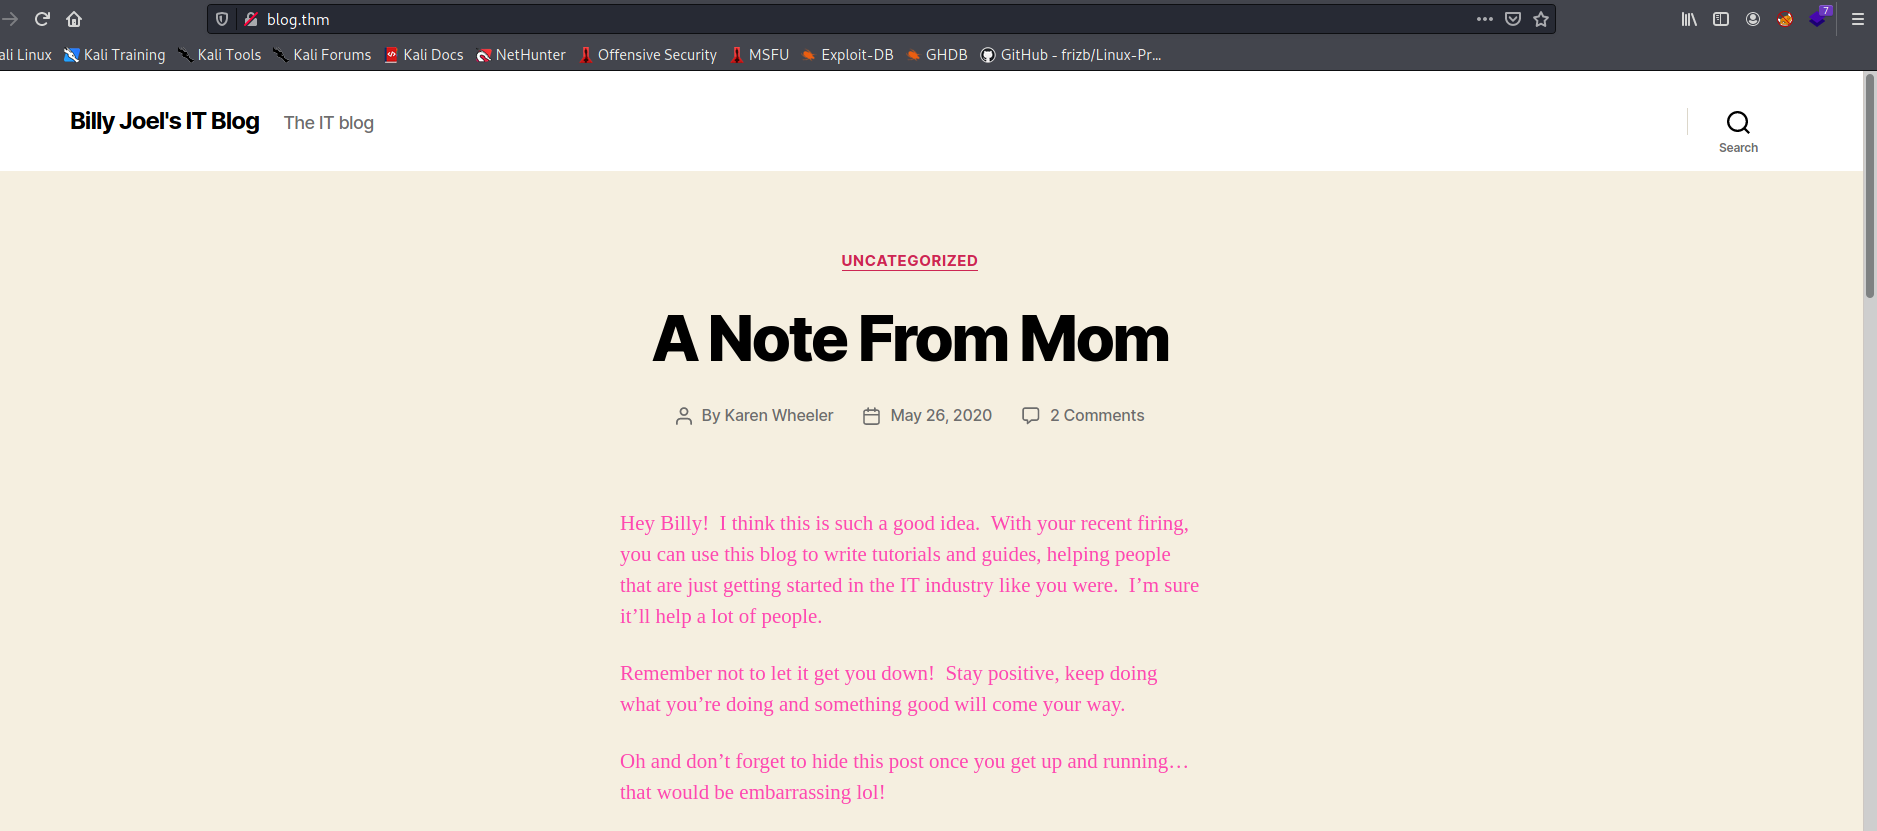 blog.thm
7
ali Linux Kali Training Kali Tools Kali Forums Kali Docs NetHunter Offensive Security MSFU Exploit-DB GHDB GitHub - frizb/Linux-Pr...
Billy Joel's IT Blog The IT blog
Search
UNCATEGORIZED
A Note From Mom
By Karen Wheeler May 26, 2020 2 Comments
Hey Billy!  I think this is such a good idea.  With your recent firing,
you can use this blog to write tutorials and guides, helping people
that are just getting started in the IT industry like you were.  I’m sure
it’ll help a lot of people.
Remember not to let it get you down!  Stay positive, keep doing
what you’re doing and something good will come your way.
Oh and don’t forget to hide this post once you get up and running…
that would be embarrassing lol!